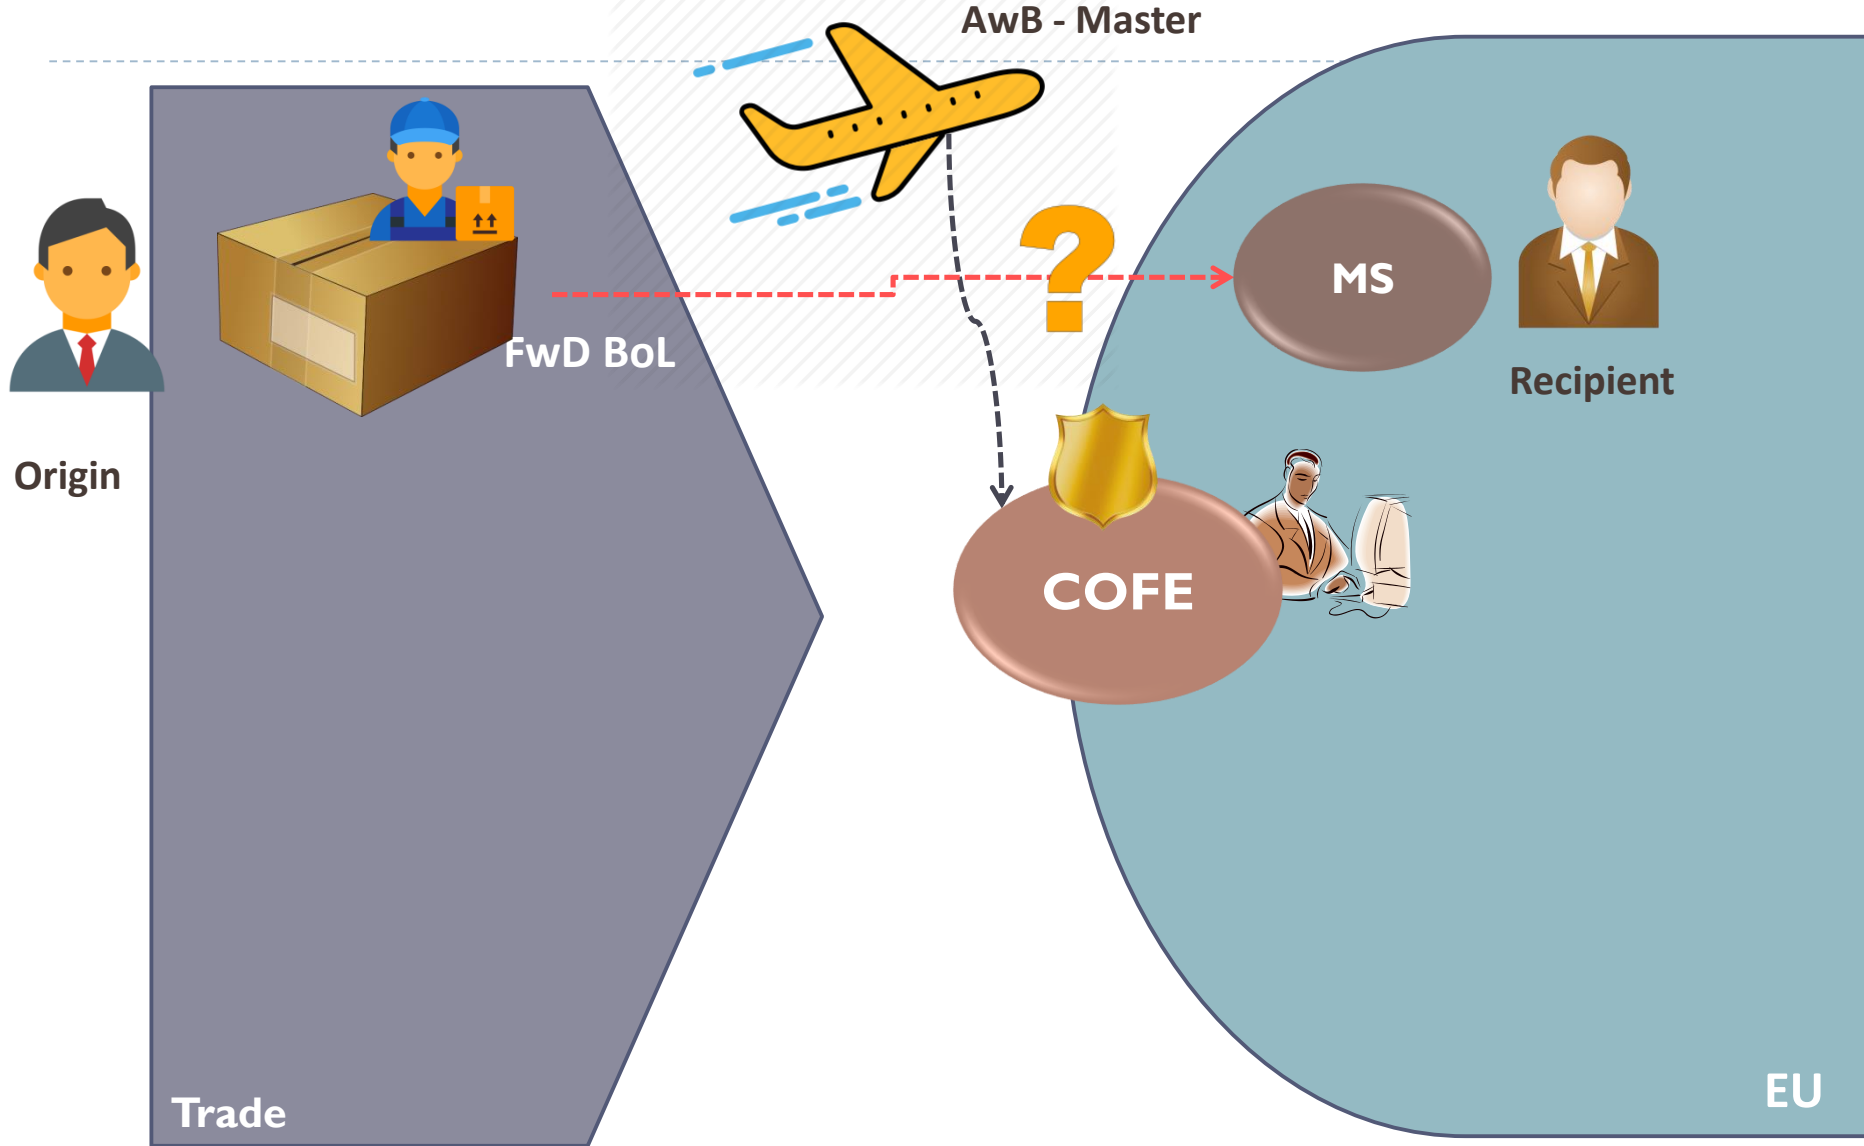 AwB - Master
MS
FwD BoL
Recipient
Origin
COFE
EU
Trade